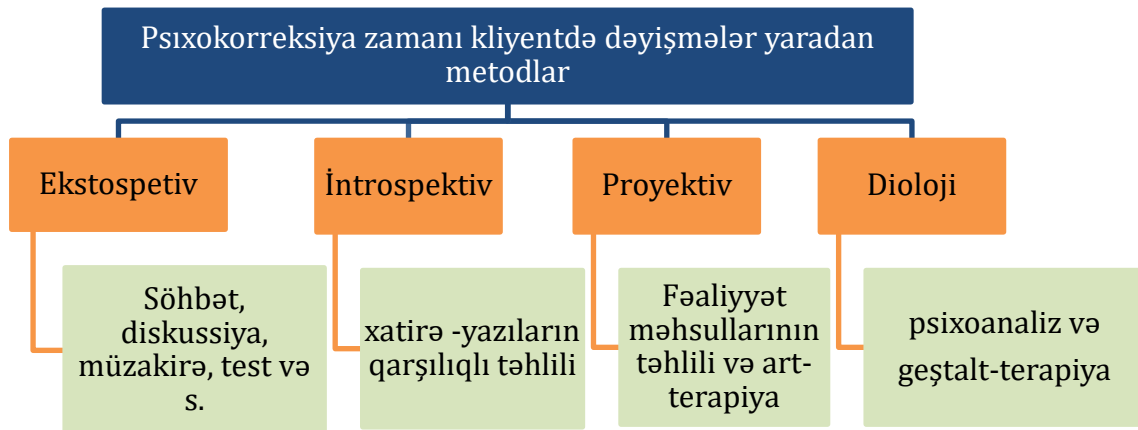 Psıxokorreksiya zamanı kliyentdə dəyişmələr yaradan
metodlar
Ekstospetiv
İntrospektiv
Proyektiv
Dioloji
Söhbət,
diskussiya,
müzakirə, test və
s.
xatirə -yazıların
qarşılıqlı təhlili
Fəaliyyət
məhsullarının
təhlili və art-
terapiya
psixoanaliz və
geştalt-terapiya